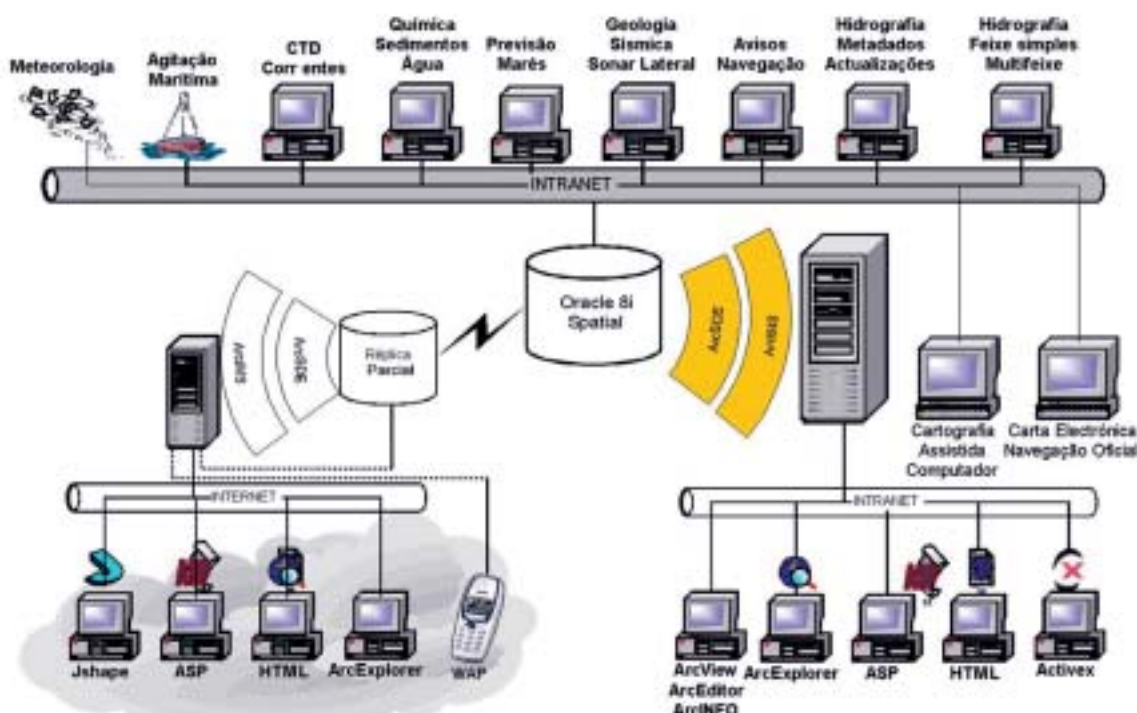 Meteorologia
Agitação
Marítima
CTD
Corr entes
Química
Sedimentos
Água
Previsão
Marés
Geologia
Sísmica
Sonar Lateral
Avisos
Navegação
Hidrografia
Metadados
Actualizações
Hidrografia
Feixe simples
Multifeixe
INTRANET
Oracle 8i
Spatial
ArcSDE
ArcIMS
Réplica
Parcial
ArcSDE
ArcIMS
Cartografia
Assistida
Computador
Carta Electrónica
Navegação Oficial
INTERNET
Jshape
ASP
HTML
ArcExplorer
WAP
INTRANET
ArcView
ArcEditor
ArcINFO
ArcExplorer
ASP
HTML
Activex